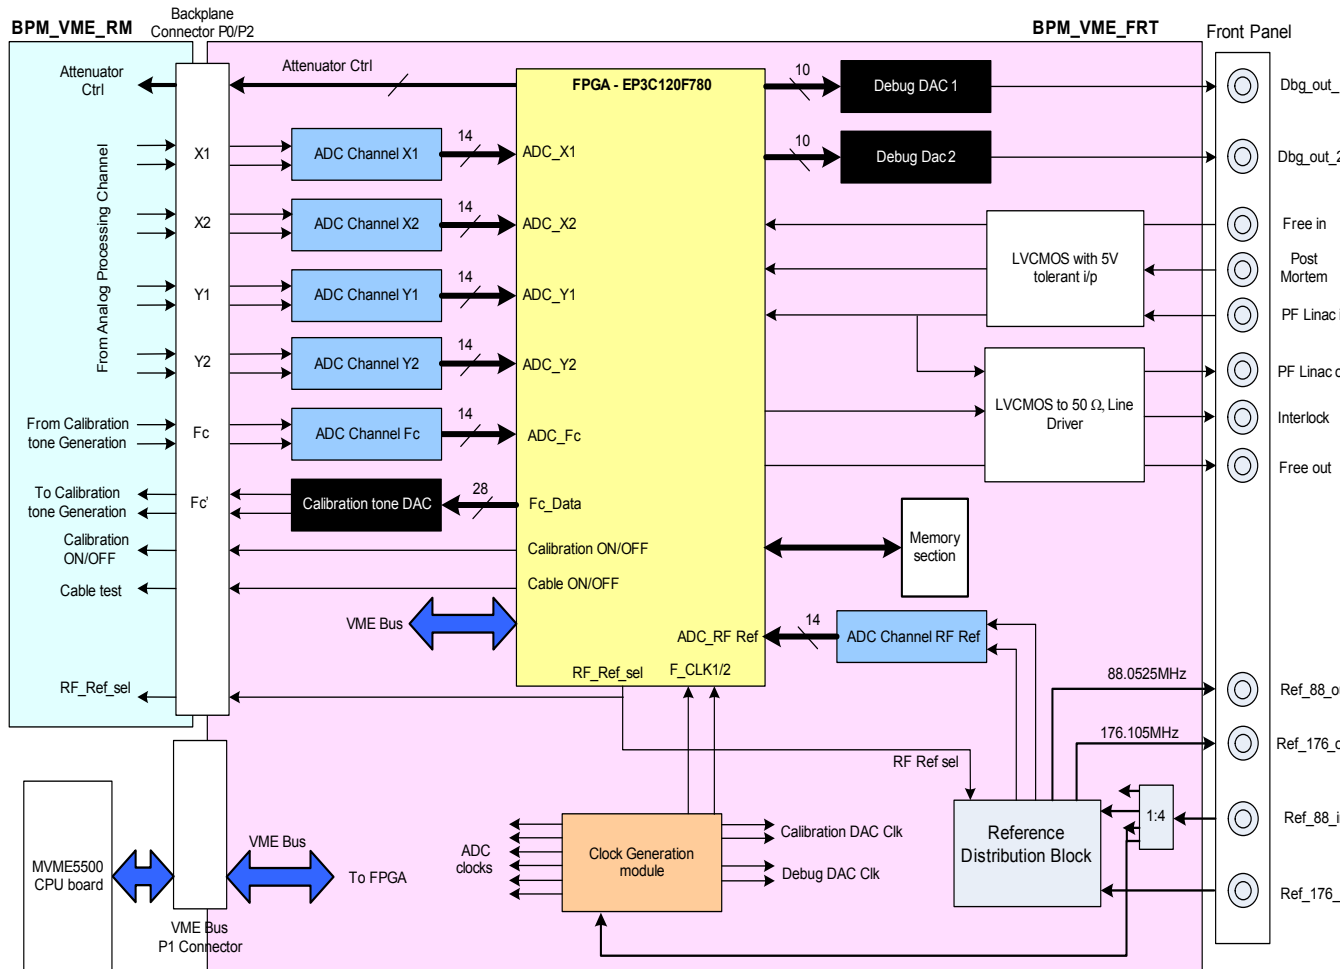 BPM_VME_RM
Backplane
Connector P0/P2
BPM_VME_FRT
Front Panel
Attenuator
Ctrl
Attenuator Ctrl
FPGA - EP3C120F780
10
Debug DAC 1
Dbg_out_
From Analog Processing Channel
X1
ADC Channel X1
14
ADC_X1
10
Debug Dac2
Dbg_out_2
X2
ADC Channel X2
14
ADC_X2
Free in
LVCMOS with 5V
tolerant i/p
Post
Mortem
Y1
ADC Channel Y1
14
ADC_Y1
PF Linac
Y2
ADC Channel Y2
14
ADC_Y2
PF Linac
From Calibration
tone Generation
Fc
ADC Channel Fc
14
ADC_Fc
LVCMOS to 50 Ω, Line
Driver
Interlock
Free out
To Calibration
tone Generation
Fc'
Calibration tone DAC
28
Fc_Data
Calibration
ON/OFF
Calibration ON/OFF
Memory
section
Cable test
Cable ON/OFF
VME Bus
ADC_RF Ref
14
ADC Channel RF Ref
RF_Ref_sel
RF_Ref_sel
F_CLK1/2
88.0525MHz
Ref_88_o
176.105MHz
Ref_176_
RF Ref sel
Reference
Distribution Block
1:4
Ref_88_i
Ref_176_
MVME5500
CPU board
VME Bus
To FPGA
VME Bus
P1 Connector
ADC
clocks
Clock Generation
module
Calibration DAC Clk
Debug DAC Clk